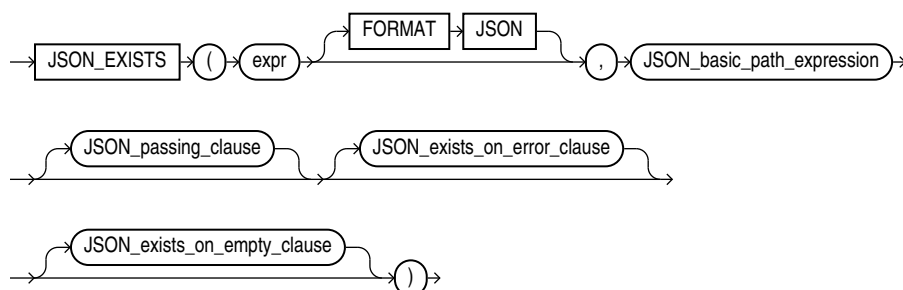 FORMAT JSON
JSON_EXISTS ( expr , JSON_basic_path_expression
JSON_passing_clause JSON_exists_on_error_clause
JSON_exists_on_empty_clause
)